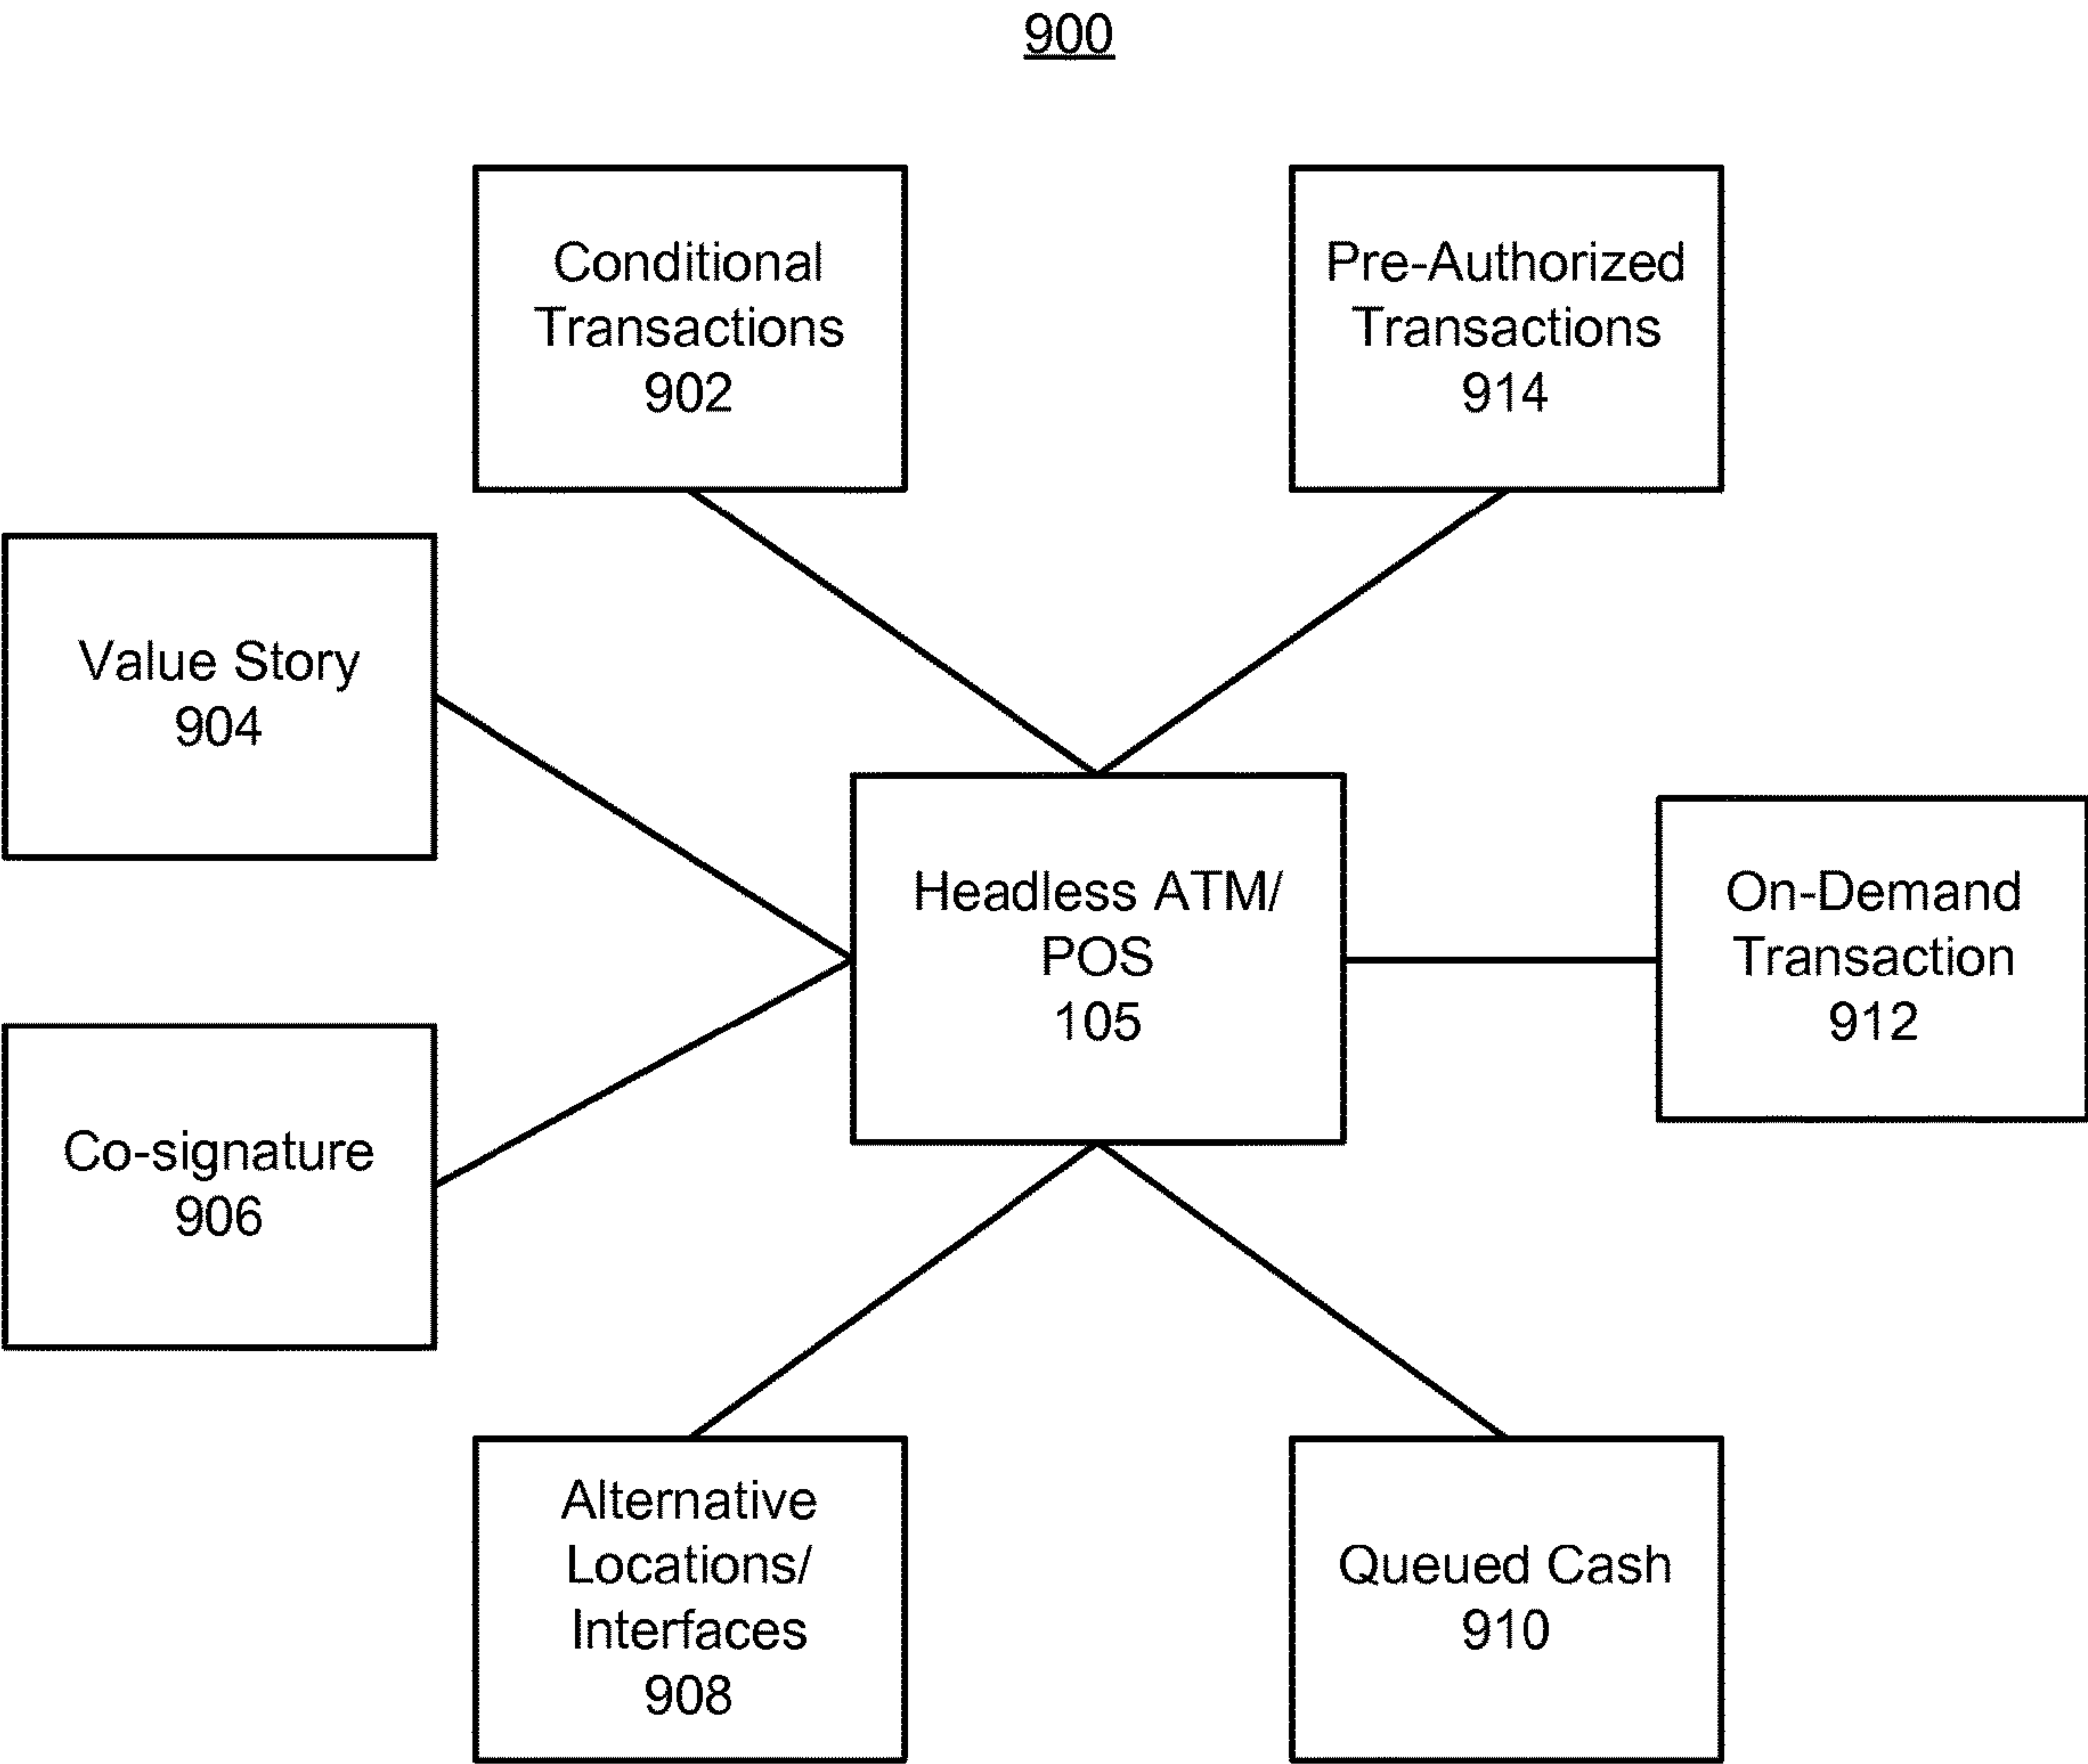 900
Conditional
Transactions
902
Pre-Authorized
Transactions
914
Value Story
904
Headless ATM/
POS
105
On-Demand
Transaction
912
Co-signature
906
Alternative
Locations/
Interfaces
908
Queued Cash
910